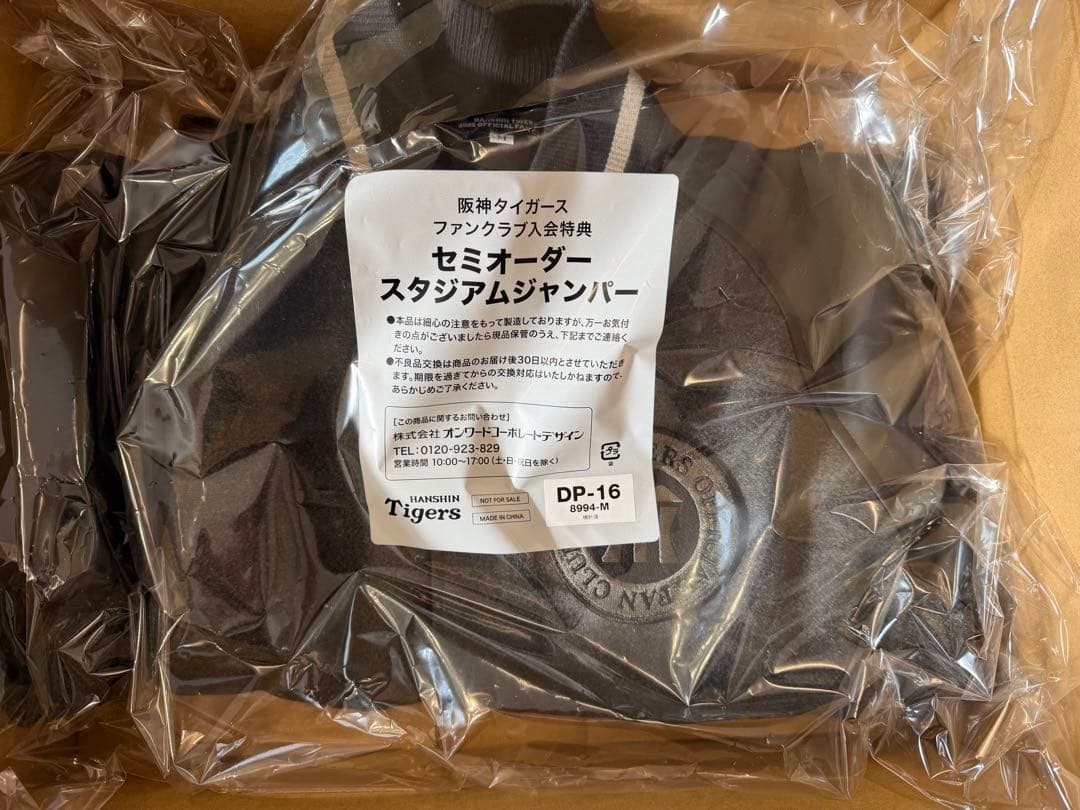 HANSHIN TIGERS
阪神タイガース
ファンクラブ入会特典
セミオーダー
スタジアムジャンパー
●本品は細心の注意をもって製造しておりますが、万一お気付
きの点がございましたら現品保管のうえ、下記までご連絡く
ださい。
●不良品交換は商品のお届け後30日以内とさせていただき
ます。期限を過ぎてからの交換対応はいたしかねますので、
あらかじめご了承ください。
[この商品に関するお問い合わせ]
株式会社 オンワードコーポレートデザイン
TEL:0120-923-829
営業時間 10:00〜17:00(土・日・祝日を除く)
プラ
袋
HANSHIN
Tigers
NOT FOR SALE
MADE IN CHINA
DP-16
8994-M
検針済
FAN CLUB